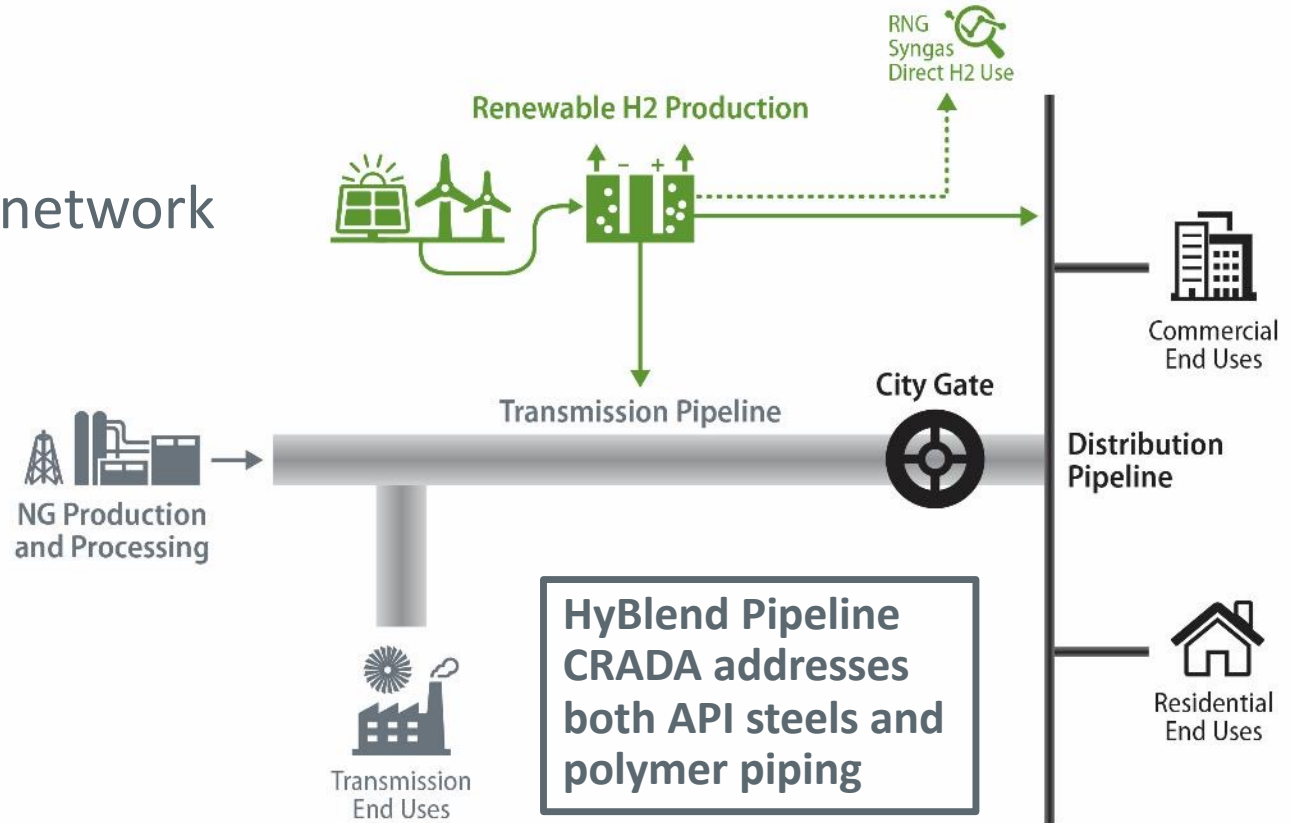 RNG
Syngas
Direct H2 Use
Renewable H2 Production
network
- +
Commercial
End Uses
City Gate
Transmission Pipeline
Distribution
Pipeline
NG Production
and Processing
HyBlend Pipeline
CRADA addresses
both API steels and
polymer piping
Residential
End Uses
Transmission
End Uses